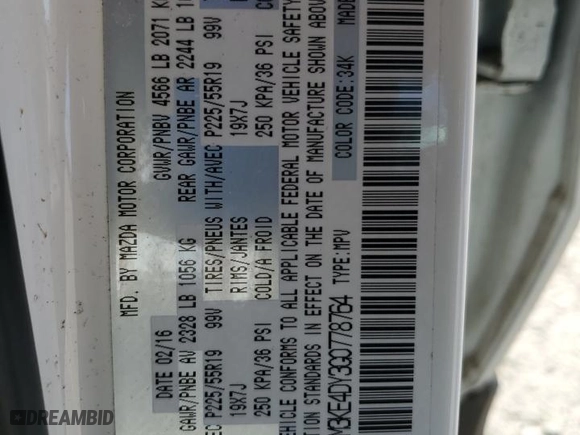 MFD. BY MAZDA MOTOR CORPORATION
DATE 02/16 GVWR/PNBV 4566 LB 2071
GAWR/PNBE AV 2328 LB 1056 KG REAR GAWR/PNBE AR 2244 LB
TIRES/PNEUS WITH/AVEC P225/55R19 99V
P225/55R19 99V RIMS/JANTES 19X7J
19X7J COLD/A FROID 250 KPA/36 PSI
250 KPA/36 PSI
VEHICLE CONFORMS TO ALL APPLICABLE FEDERAL MOTOR VEHICLE SAFETY
STANDARDS IN EFFECT ON THE DATE OF MANUFACTURE SHOWN ABOVE
M3KE4DY3G0778764 TYPE:MPV COLOR CODE:34K
DREAMBID